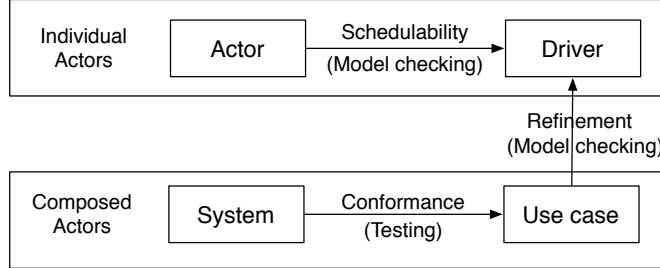 Individual
Actors
Actor
Schedulability
(Model checking)
Driver
Refinement
(Model checking)
Composed
Actors
System
Conformance
(Testing)
Use case